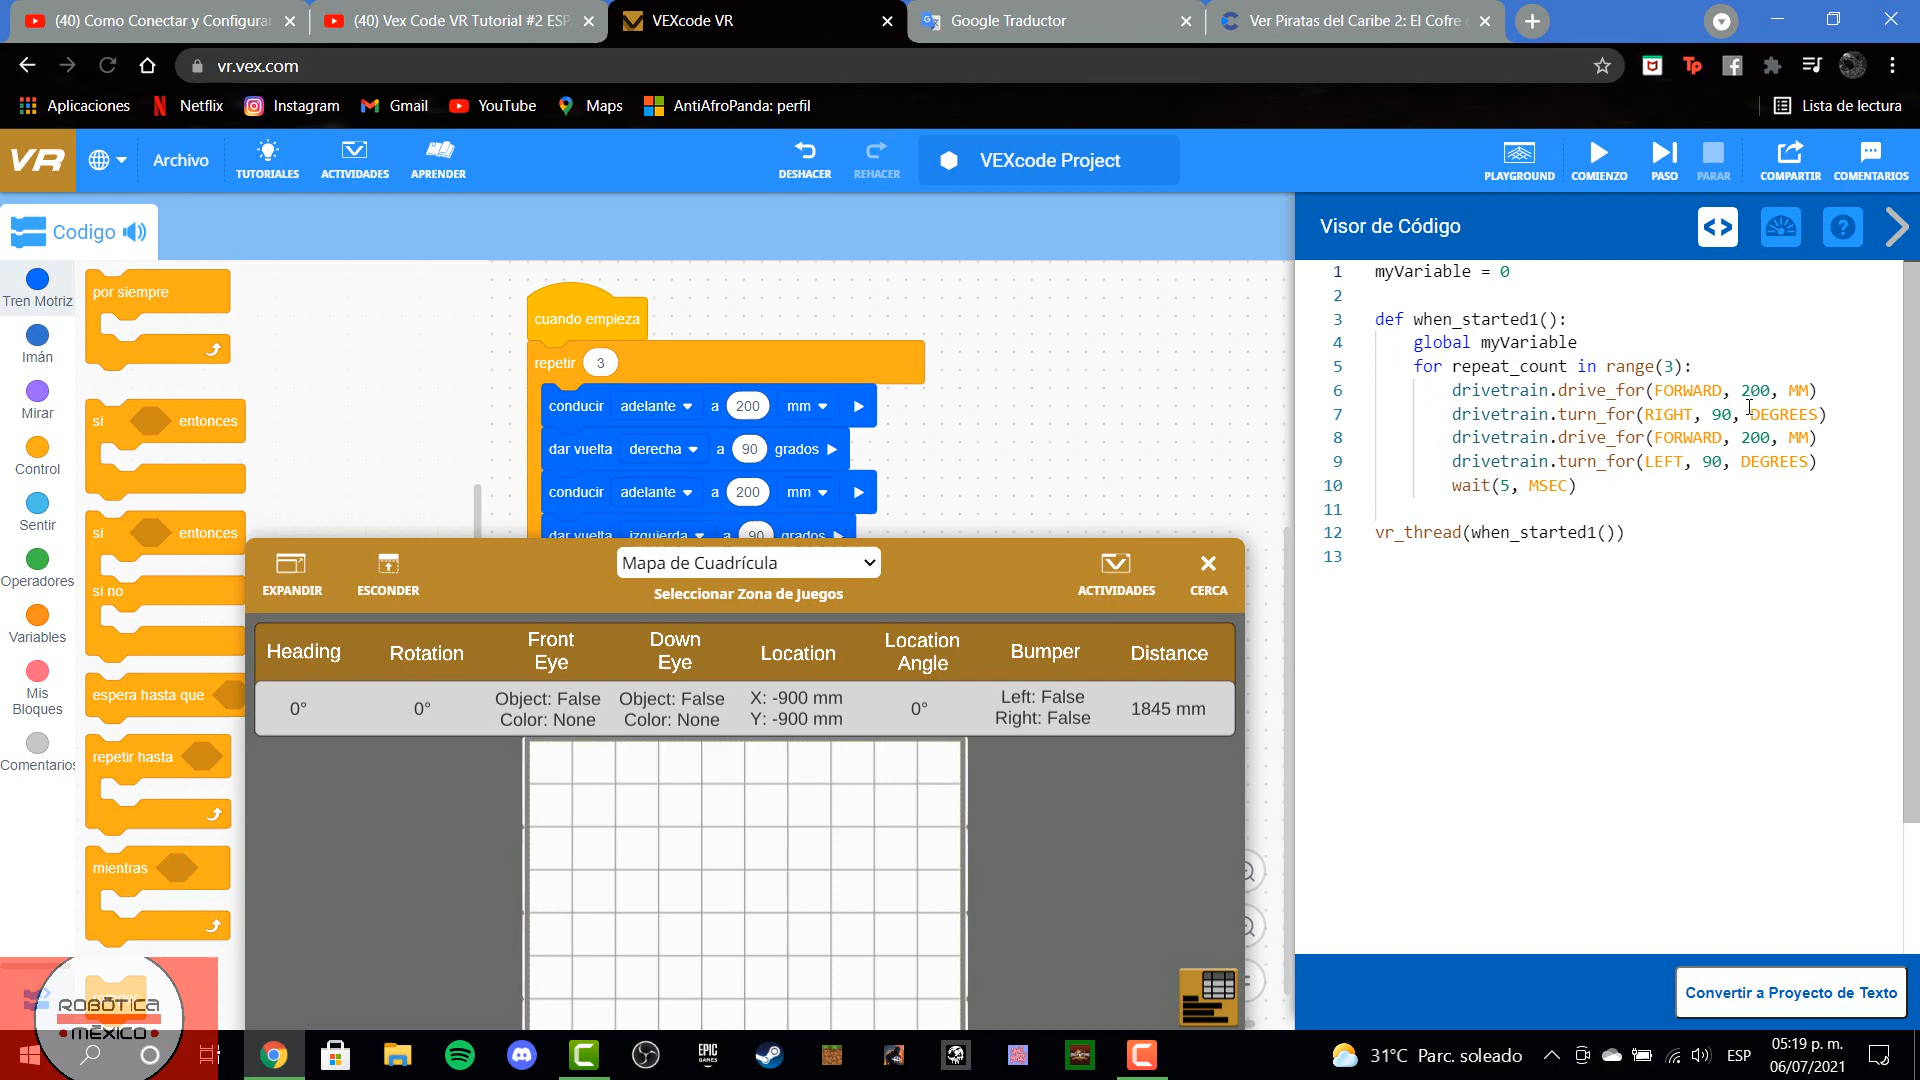 (40) Como Conectar y Configurar
(40) Vex Code VR Tutorial #2 ESP
VEXcode VR
Google Traductor
Ver Piratas del Caribe 2: El Cofre
vr.vex.com
Aplicaciones
Netflix
Instagram
Gmail
YouTube
Maps
AntiAfroPanda: perfil
Lista de lectura
VR
Archivo
TUTORIALES
ACTIVIDADES
APRENDER
DESHACER
REHACER
VEXcode Project
PLAYGROUND
COMIENZO
PASO
PARAR
COMPARTIR
COMENTARIOS
Codigo
Visor de Código
Tren Motriz
Imán
Mirar
Control
Sentir
Operadores
Variables
Mis
Bloques
Comentarios
por siempre
si entonces
si entonces
si no
espera hasta que
repetir hasta
mientras
cuando empieza
repetir 3
conducir adelante a 200 mm
dar vuelta derecha a 90 grados
conducir adelante a 200 mm
dar vuelta izquierda a 90 grados
1 myVariable = 0
2
3 def when_started1():
4 global myVariable
5 for repeat_count in range(3):
6 drivetrain.drive_for(FORWARD, 200, MM)
7 drivetrain.turn_for(RIGHT, 90, DEGREES)
8 drivetrain.drive_for(FORWARD, 200, MM)
9 drivetrain.turn_for(LEFT, 90, DEGREES)
10 wait(5, MSEC)
11
12 vr_thread(when_started1())
13
EXPANDIR
ESCONDER
Mapa de Cuadrícula
Seleccionar Zona de Juegos
ACTIVIDADES
CERCA
Heading
Rotation
Front
Eye
Down
Eye
Location
Location
Angle
Bumper
Distance
0°
0°
Object: False
Color: None
Object: False
Color: None
X: -900 mm
Y: -900 mm
0°
Left: False
Right: False
1845 mm
Convertir a Proyecto de Texto
ROBÓTICA
MÉXICO
EPIC
GAMES
31°C Parc. soleado
ESP
05:19 p. m.
06/07/2021